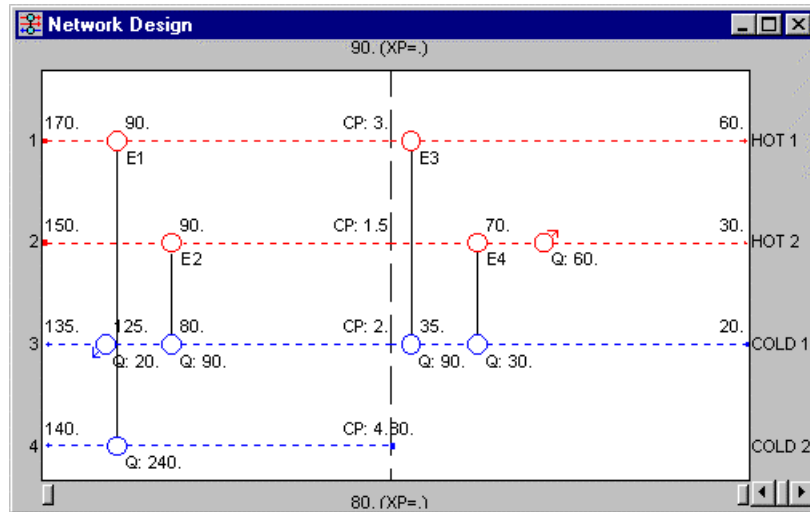 Network Design
90. (XP=.)
170. 90. CP: 3. 60.
1 HOT 1
E1 E3
150. 90. CP: 1.5 70. 30.
2 HOT 2
E2 E4 Q: 60.
135. 125. 80. CP: 2. 35. 20.
3 COLD 1
Q: 20. Q: 90. Q: 90. Q: 30.
140. CP: 4. 80.
4 COLD 2
Q: 240.
80. (XP=.)